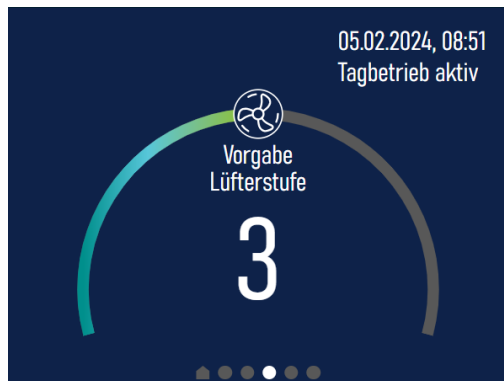 05.02.2024, 08:51
Tagbetrieb aktiv
Vorgabe
Lüfterstufe
3